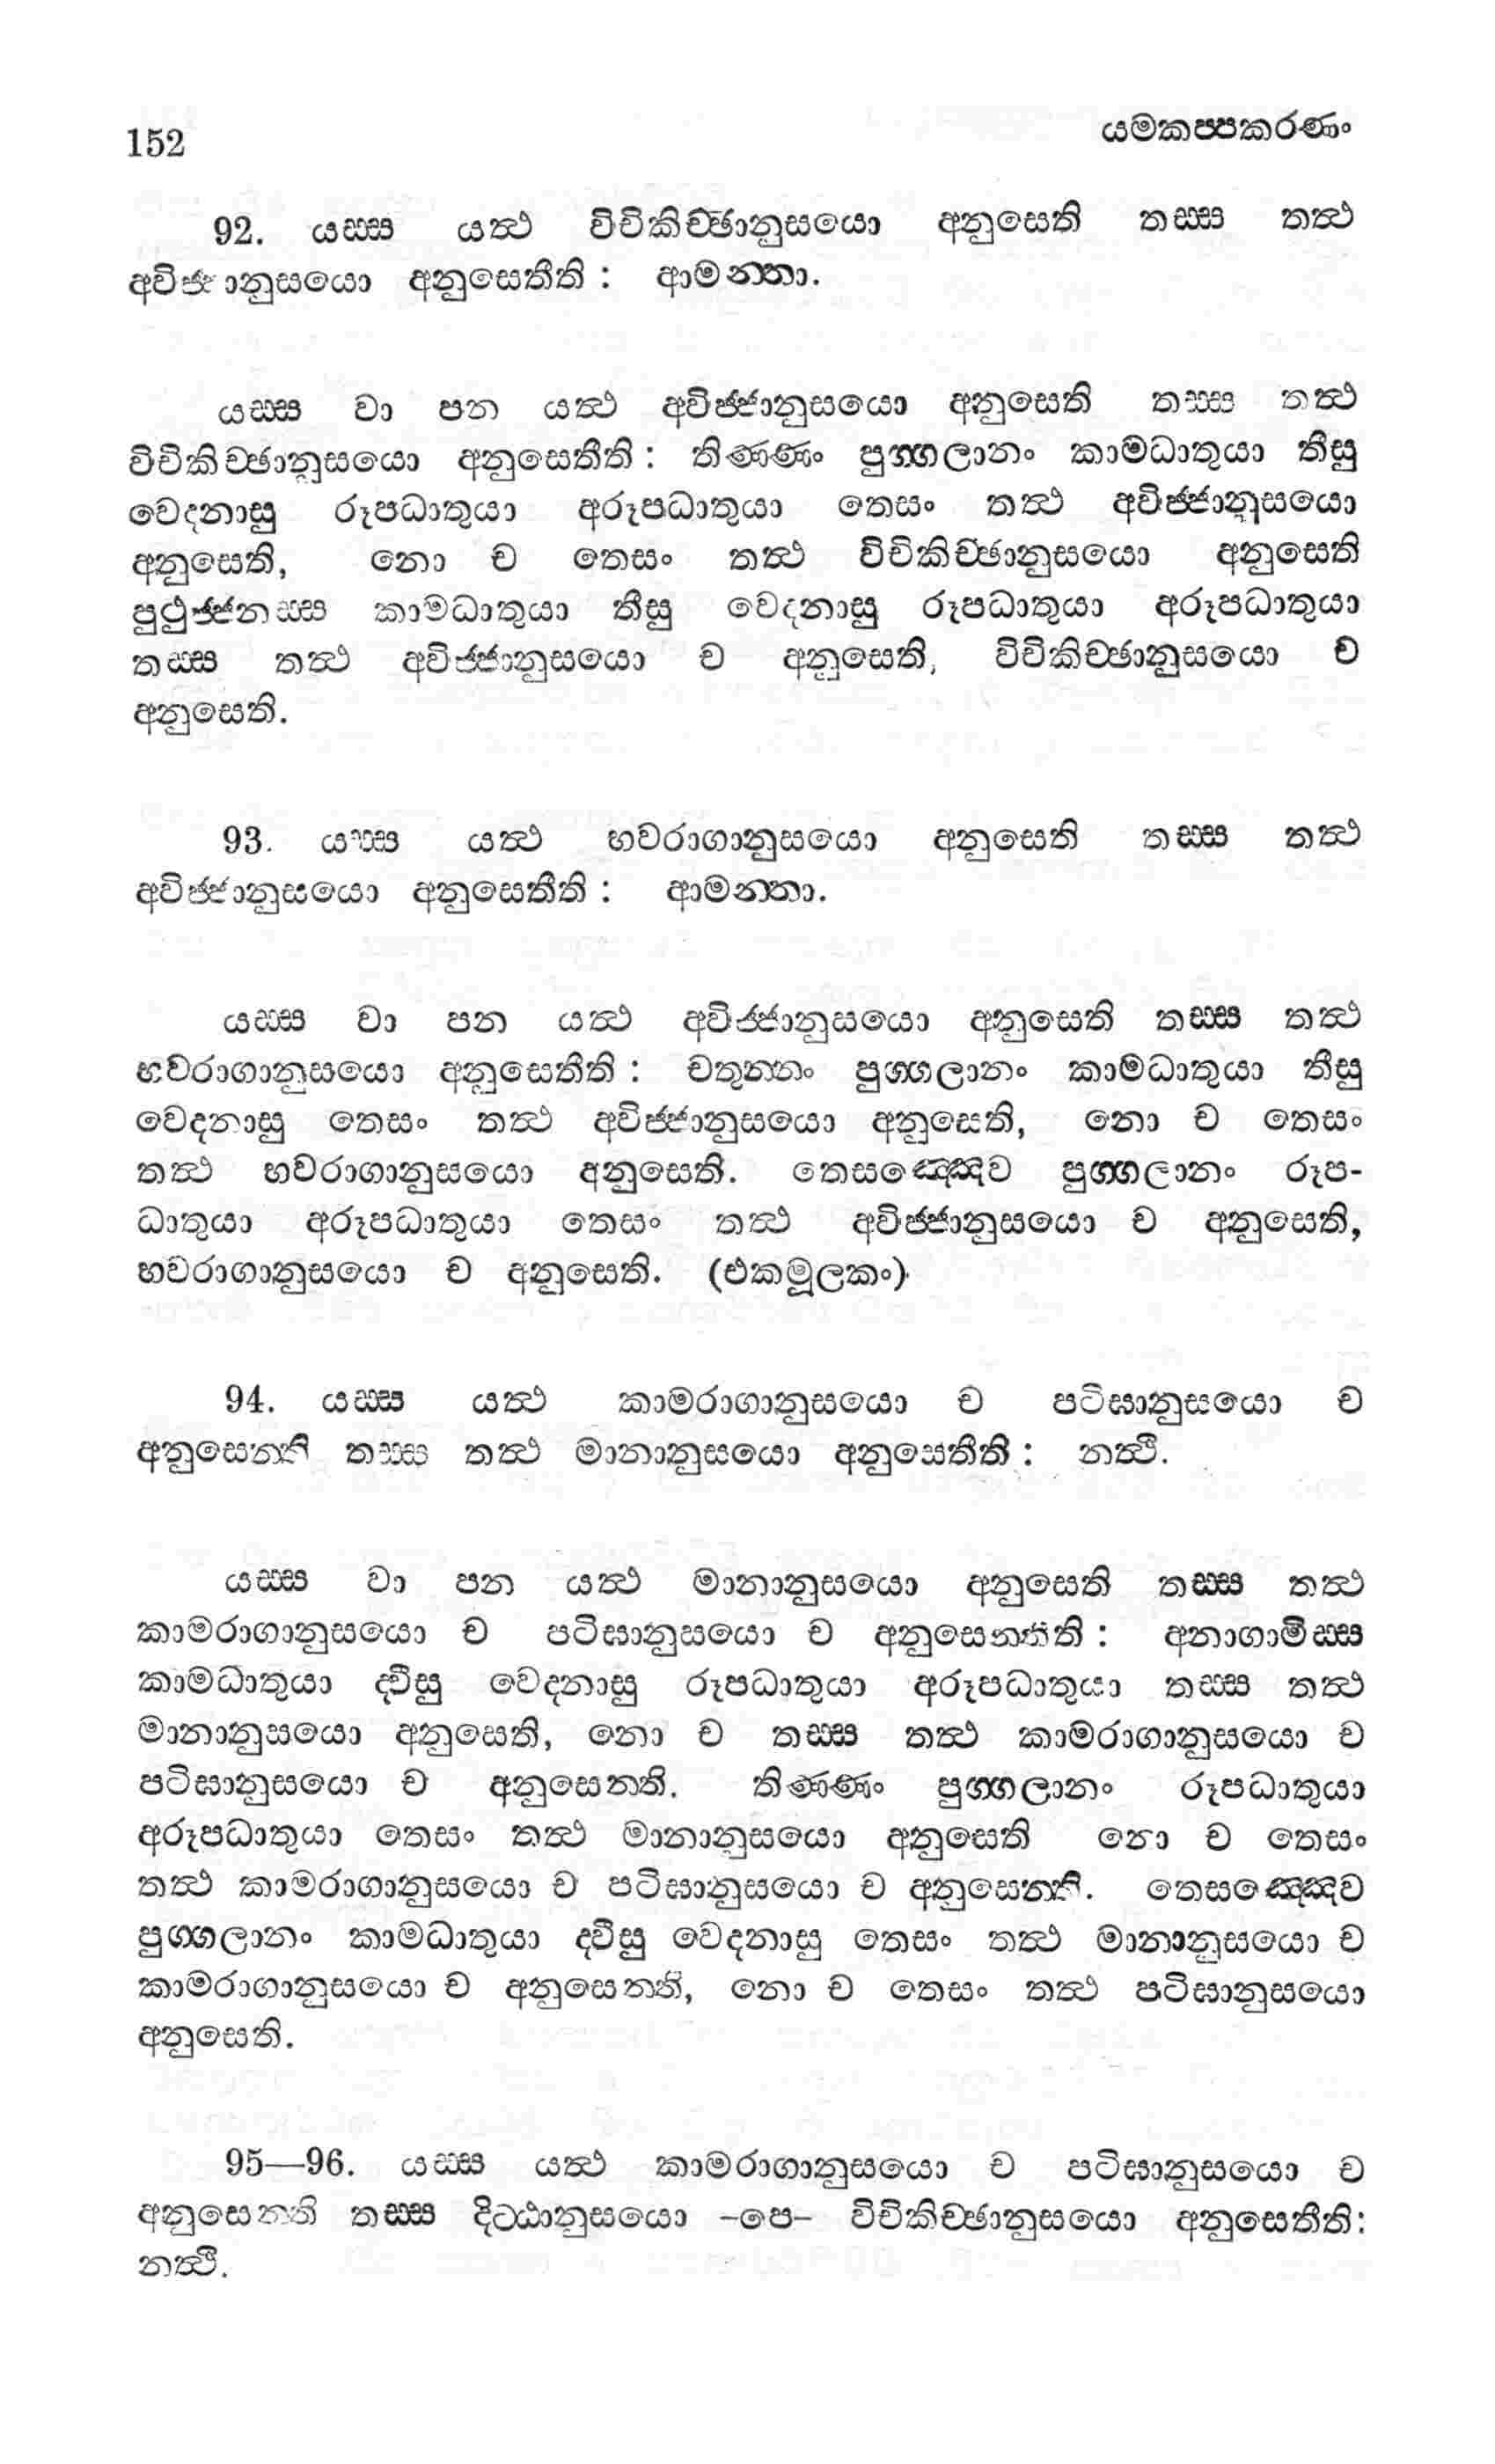 152
යමකප්පකරණං
92. යස්ස යත්ථ විචිකිච්ඡානුසයො අනුසෙති තස්ස තත්ථ
අවිජ්ජානුසයො අනුසෙතීති : ආමන්තා.
යස්ස වා පන යත්ථ අවිජ්ජානුසයො අනුසෙති තස්ස තත්ථ
විචිකිච්ඡානුසයො අනුසෙතීති : තිණ්ණං පුග්ගලානං කාමධාතුයා තීසු
වෙදනාසු රූපධාතුයා අරූපධාතුයා තෙසං තත්ථ අවිජ්ජානුසයො
අනුසෙති, නො ච තෙසං තත්ථ විචිකිච්ඡානුසයො අනුසෙති
පුථුජ්ජනස්ස කාමධාතුයා තීසු වෙදනාසු රූපධාතුයා අරූපධාතුයා
තස්ස තත්ථ අවිජ්ජානුසයො ච අනුසෙති, විචිකිච්ඡානුසයො ච
අනුසෙති.
93. යස්ස යත්ථ භවරාගානුසයො අනුසෙති තස්ස තත්ථ
අවිජ්ජානුසයො අනුසෙතීති : ආමන්තා.
යස්ස වා පන යත්ථ අවිජ්ජානුසයො අනුසෙති තස්ස තත්ථ
භවරාගානුසයො අනුසෙතීති : චතුන්නං පුග්ගලානං කාමධාතුයා තීසු
වෙදනාසු තෙසං තත්ථ අවිජ්ජානුසයො අනුසෙති, නො ච තෙසං
තත්ථ භවරාගානුසයො අනුසෙති. තෙසඤ්ඤෙව පුග්ගලානං රූප-
ධාතුයා අරූපධාතුයා තෙසං තත්ථ අවිජ්ජානුසයො ච අනුසෙති,
භවරාගානුසයො ච අනුසෙති. (එකමූලකං)
94. යස්ස යත්ථ කාමරාගානුසයො ච පටිඝානුසයො ච
අනුසෙන්ති තස්ස තත්ථ මානානුසයො අනුසෙතීති : නත්ථි.
යස්ස වා පන යත්ථ මානානුසයො අනුසෙති තස්ස තත්ථ
කාමරාගානුසයො ච පටිඝානුසයො ච අනුසෙන්තීති : අනාගාමිස්ස
කාමධාතුයා ද්වීසු වෙදනාසු රූපධාතුයා අරූපධාතුයා තස්ස තත්ථ
මානානුසයො අනුසෙති, නො ච තස්ස තත්ථ කාමරාගානුසයො ච
පටිඝානුසයො ච අනුසෙන්ති. තිණ්ණං පුග්ගලානං රූපධාතුයා
අරූපධාතුයා තෙසං තත්ථ මානානුසයො අනුසෙති නො ච තෙසං
තත්ථ කාමරාගානුසයො ච පටිඝානුසයො ච අනුසෙන්ති. තෙසඤ්ඤෙව
පුග්ගලානං කාමධාතුයා ද්වීසු වෙදනාසු තෙසං තත්ථ මානානුසයො ච
කාමරාගානුසයො ච අනුසෙන්ති, නො ච තෙසං තත්ථ පටිඝානුසයො
අනුසෙති.
95—96. යස්ස යත්ථ කාමරාගානුසයො ච පටිඝානුසයො ච
අනුසෙන්ති තස්ස දිට්ඨානුසයො –පෙ– විචිකිච්ඡානුසයො අනුසෙතීති:
නත්ථි.